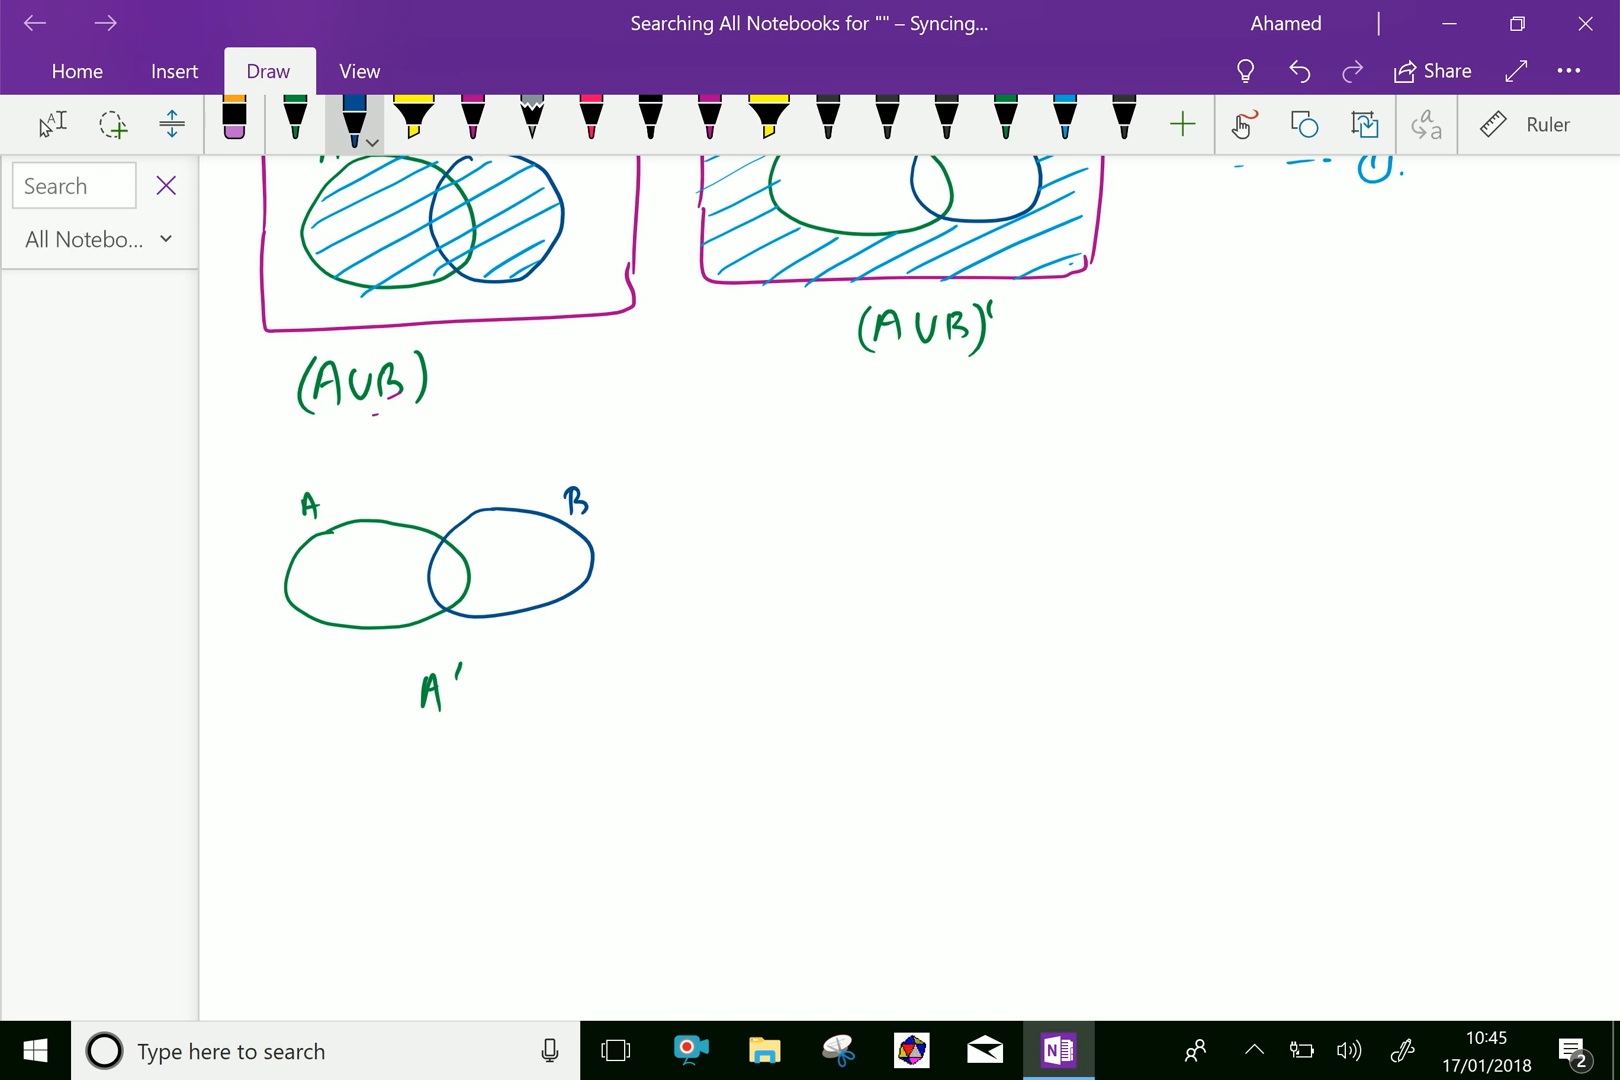 Searching All Notebooks for "" – Syncing...
Ahamed
Home Insert Draw View
Share
Ruler
Search
All Notebo...
①.
(A∪B)'
(A∪B)
A
B
A'
Type here to search
10:45
17/01/2018
2